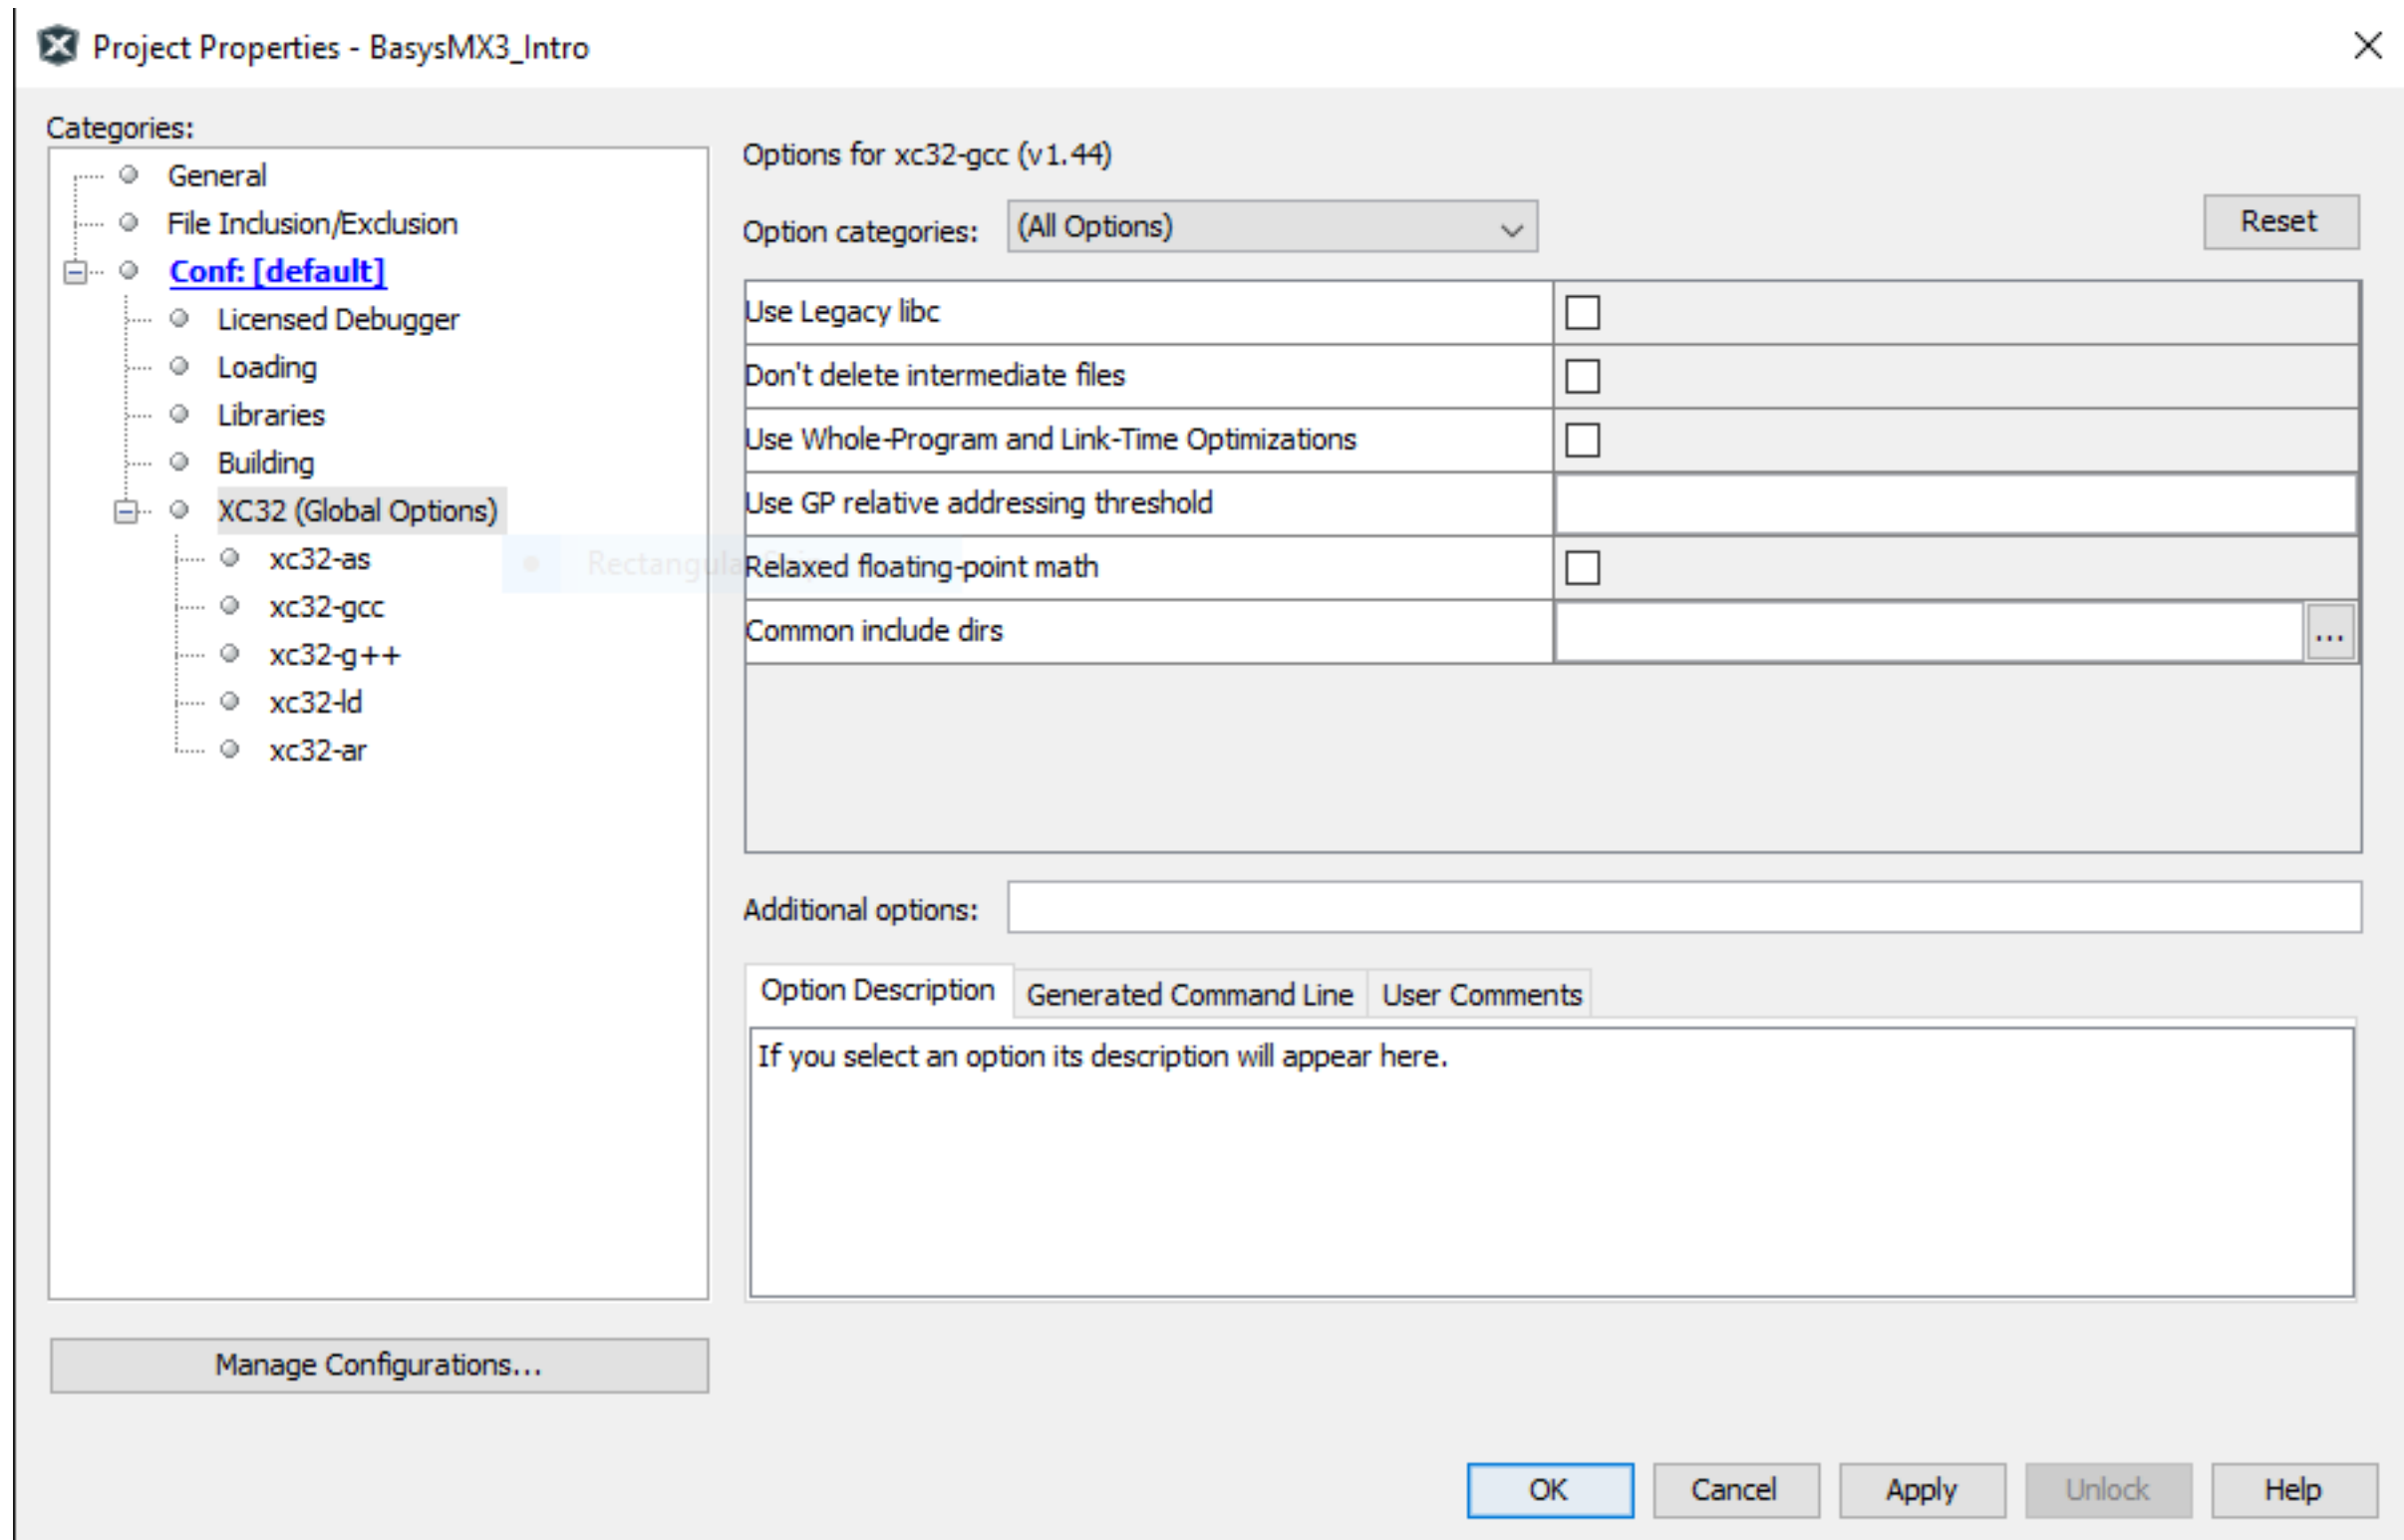 Project Properties - BasysMX3_Intro
Categories:
General
File Inclusion/Exclusion
Conf: [default]
Licensed Debugger
Loading
Libraries
Building
XC32 (Global Options)
xc32-as
xc32-gcc
xc32-g++
xc32-ld
xc32-ar
Manage Configurations...
Options for xc32-gcc (v1.44)
Option categories: (All Options)
Reset
Use Legacy libc
Don't delete intermediate files
Use Whole-Program and Link-Time Optimizations
Use GP relative addressing threshold
Relaxed floating-point math
Common include dirs ...
Additional options:
Option Description Generated Command Line User Comments
If you select an option its description will appear here.
OK Cancel Apply Unlock Help